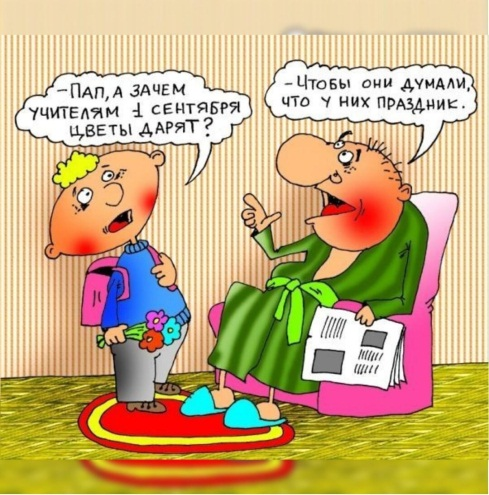 - ПАП, А ЗАЧЕМ
УЧИТЕЛЯМ 1 СЕНТЯБРЯ
ЦВЕТЫ ДАРЯТ?
- ЧТОБЫ ОНИ ДУМАЛИ,
ЧТО У НИХ ПРАЗДНИК.